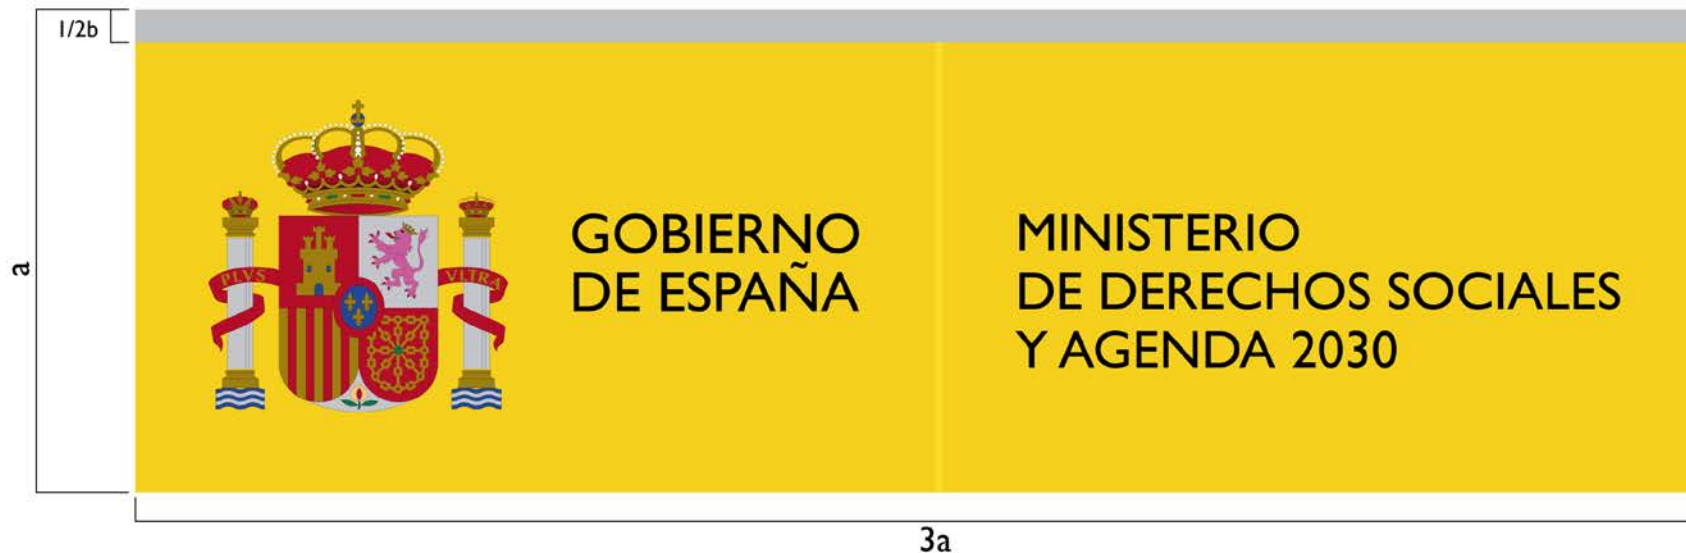 1/2b
a
PLVS VLTRA
GOBIERNO
DE ESPAÑA
MINISTERIO
DE DERECHOS SOCIALES
Y AGENDA 2030
3a